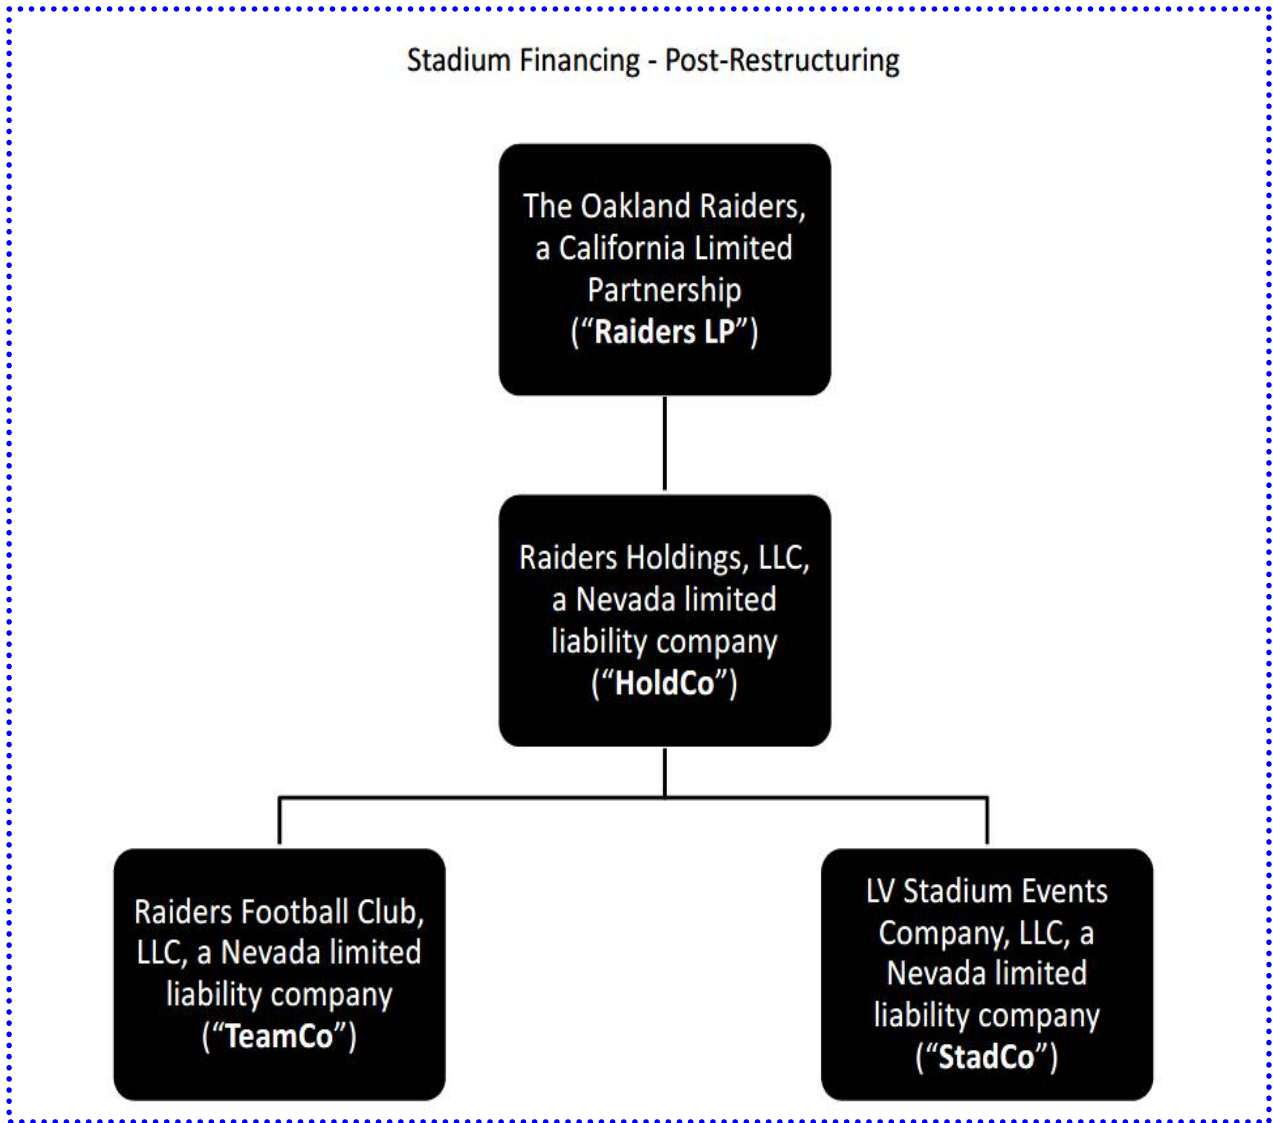 Stadium Financing - Post-Restructuring
The Oakland Raiders,
a California Limited
Partnership
(“Raiders LP”)
Raiders Holdings, LLC,
a Nevada limited
liability company
(“HoldCo”)
Raiders Football Club,
LLC, a Nevada limited
liability company
(“TeamCo”)
LV Stadium Events
Company, LLC, a
Nevada limited
liability company
(“StadCo”)